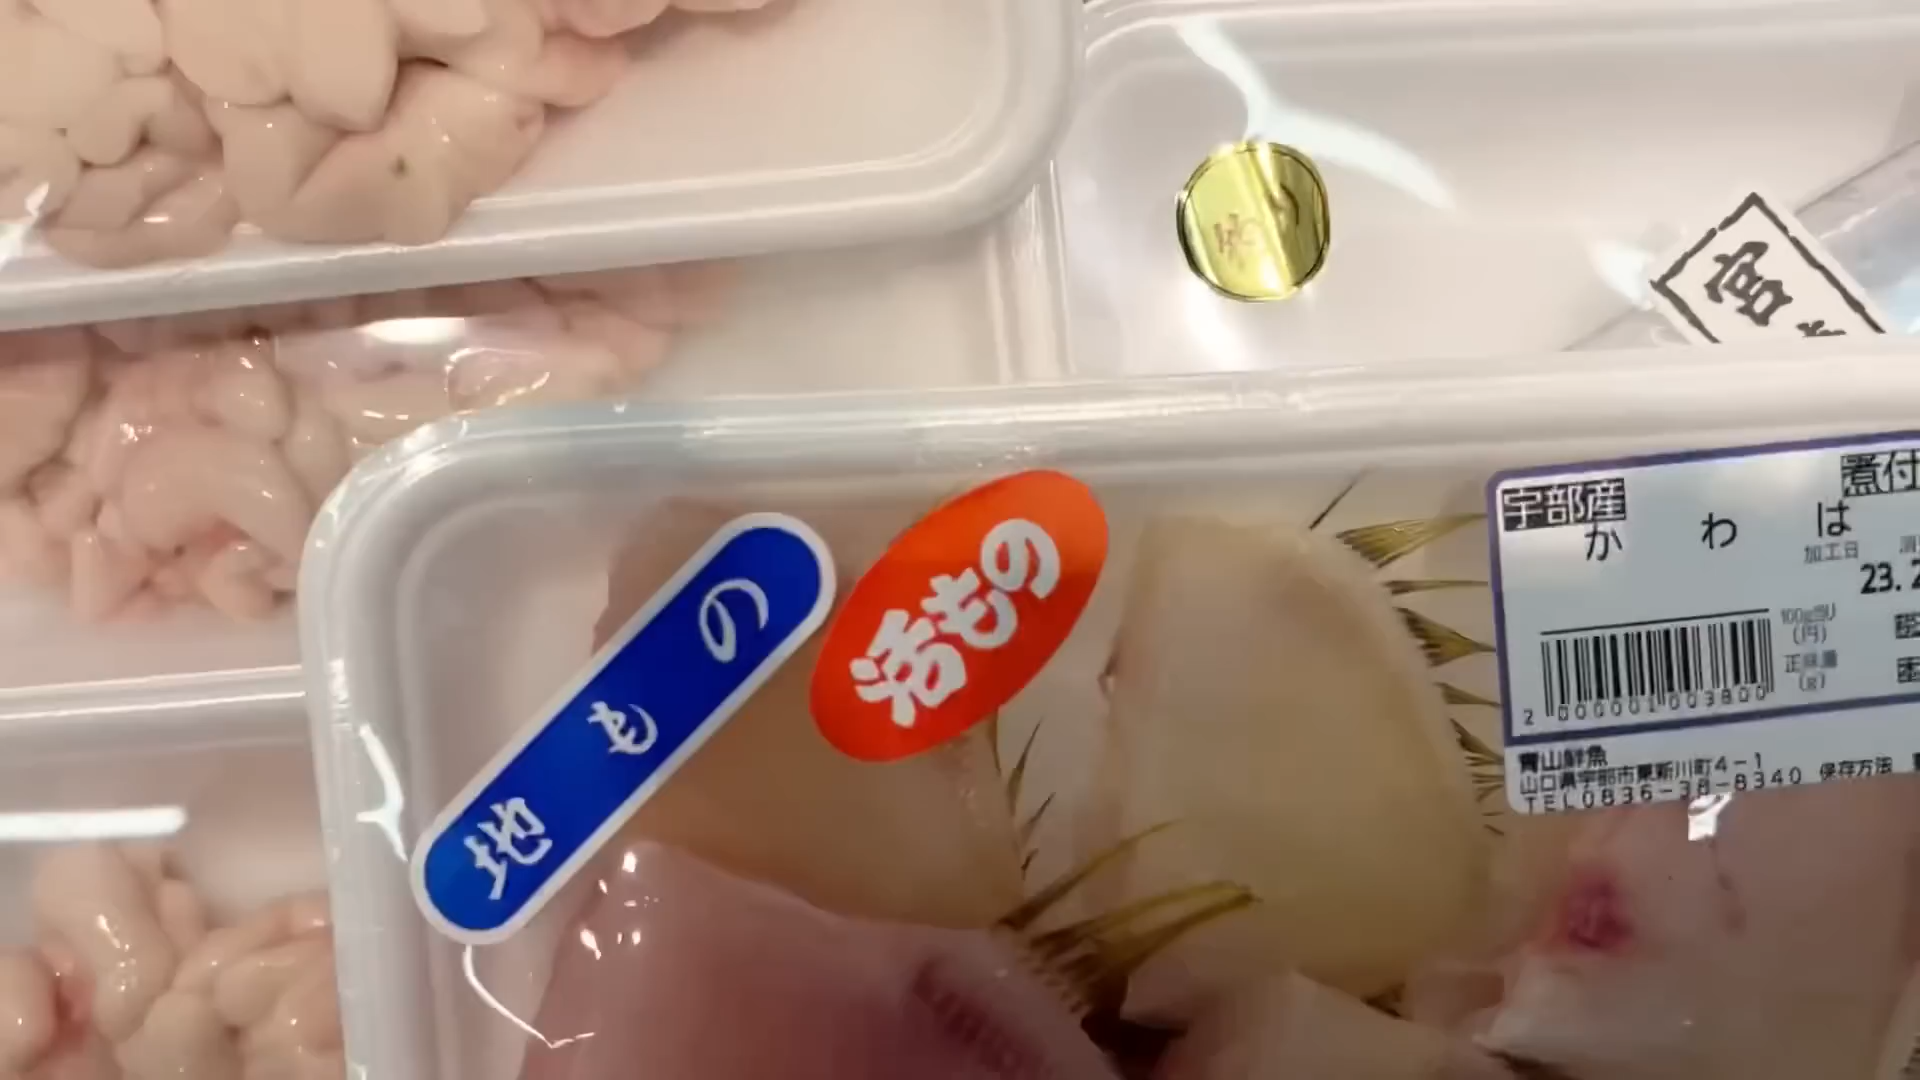 宮
地もの
活もの
宇部産
煮付
かわは
加工日
23.2
100g当り
(円)
正味量
(g)
2 000001 003800
青山鮮魚
山口県宇部市東新川町4-1 保存方法
TEL0836-38-8340